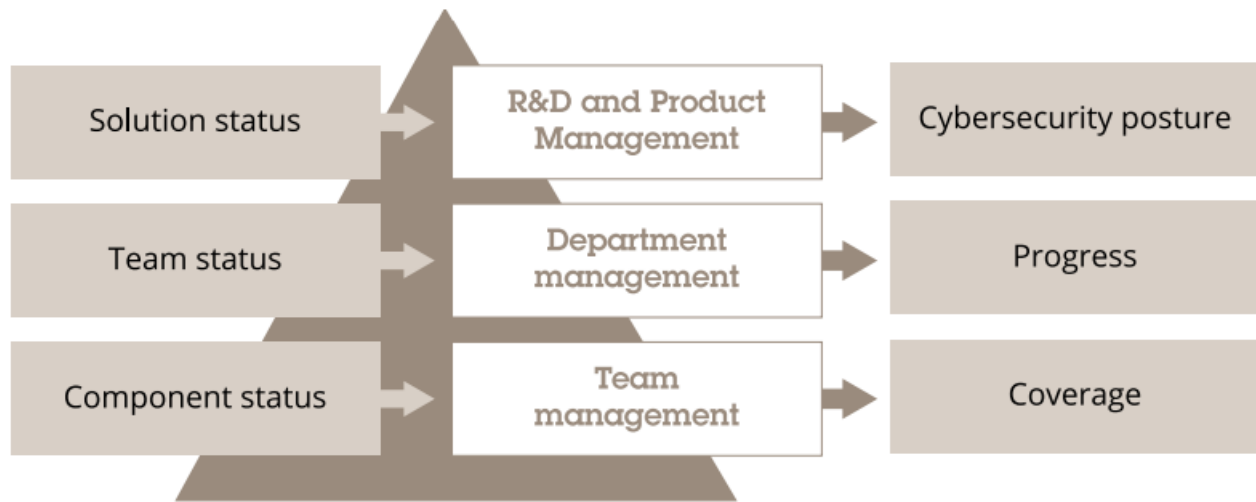 Solution status
R&D and Product
Management
Cybersecurity posture
Team status
Department
management
Progress
Component status
Team
management
Coverage